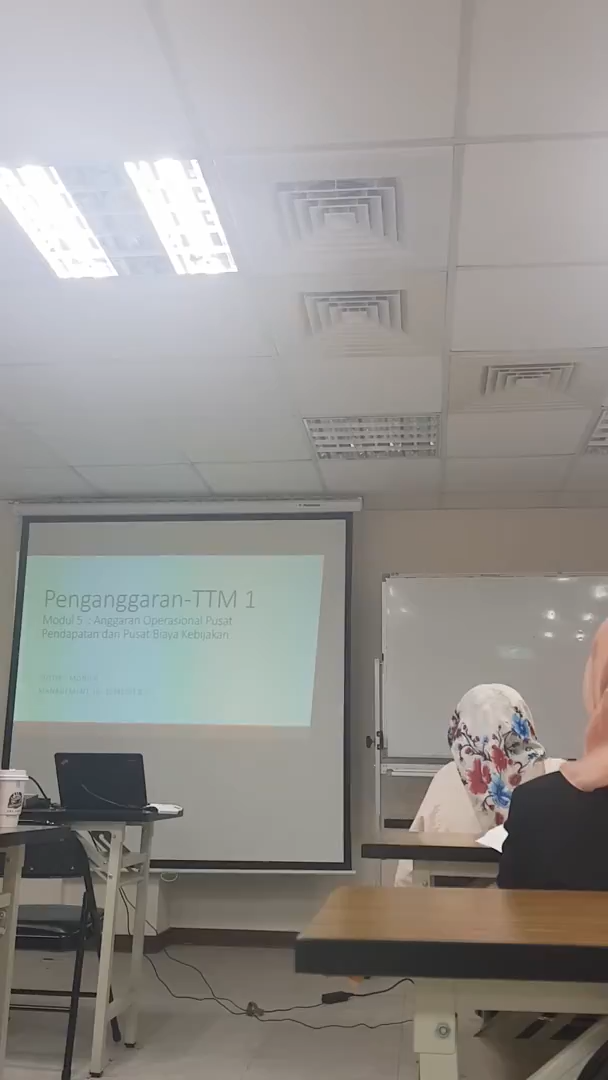 Penganggaran-TTM 1
Modul 5 : Anggaran Operasional Pusat
Pendapatan dan Pusat Biaya Kebijakan